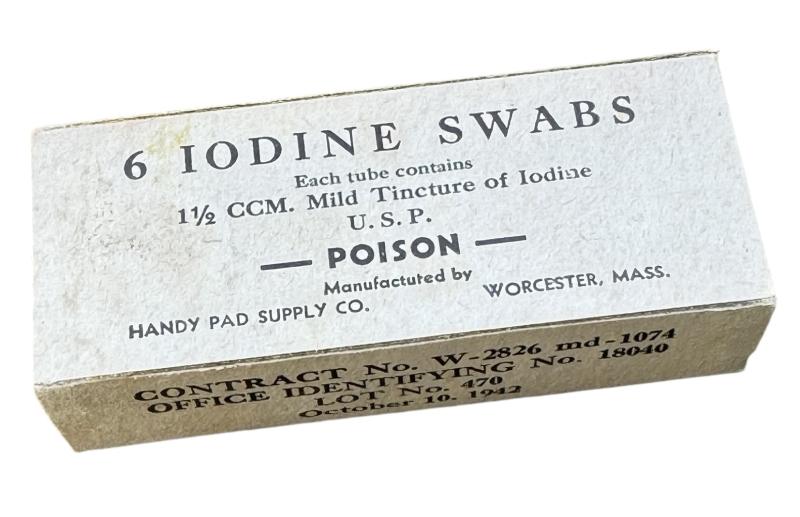 6 IODINE SWABS
Each tube contains
1½ CCM. Mild Tincture of Iodine
U. S. P.
— POISON —
Manufactured by
HANDY PAD SUPPLY CO. WORCESTER, MASS.
CONTRACT No. W-2826 md-1074
OFFICE IDENTIFYING No. 18040
LOT No. 470
October 10. 1942